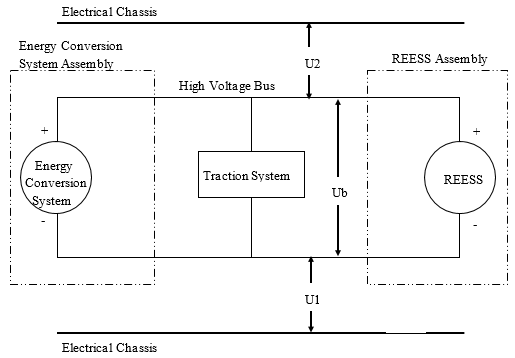 Electrical Chassis
Energy Conversion
System Assembly
U2
REESS Assembly
High Voltage Bus
+
+
Energy
Conversion
System
Traction System
Ub
REESS
-
-
U1
Electrical Chassis